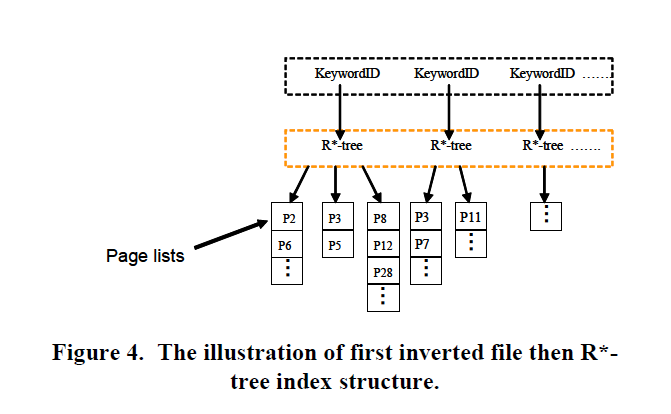 KeywordID KeywordID KeywordID .......
R*-tree R*-tree R*-tree .......
P2 P3 P8 P3 P11 ⋮
P6 P5 P12 P7 ⋮
⋮ P28 ⋮
⋮
Page lists
Figure 4. The illustration of first inverted file then R*-
tree index structure.